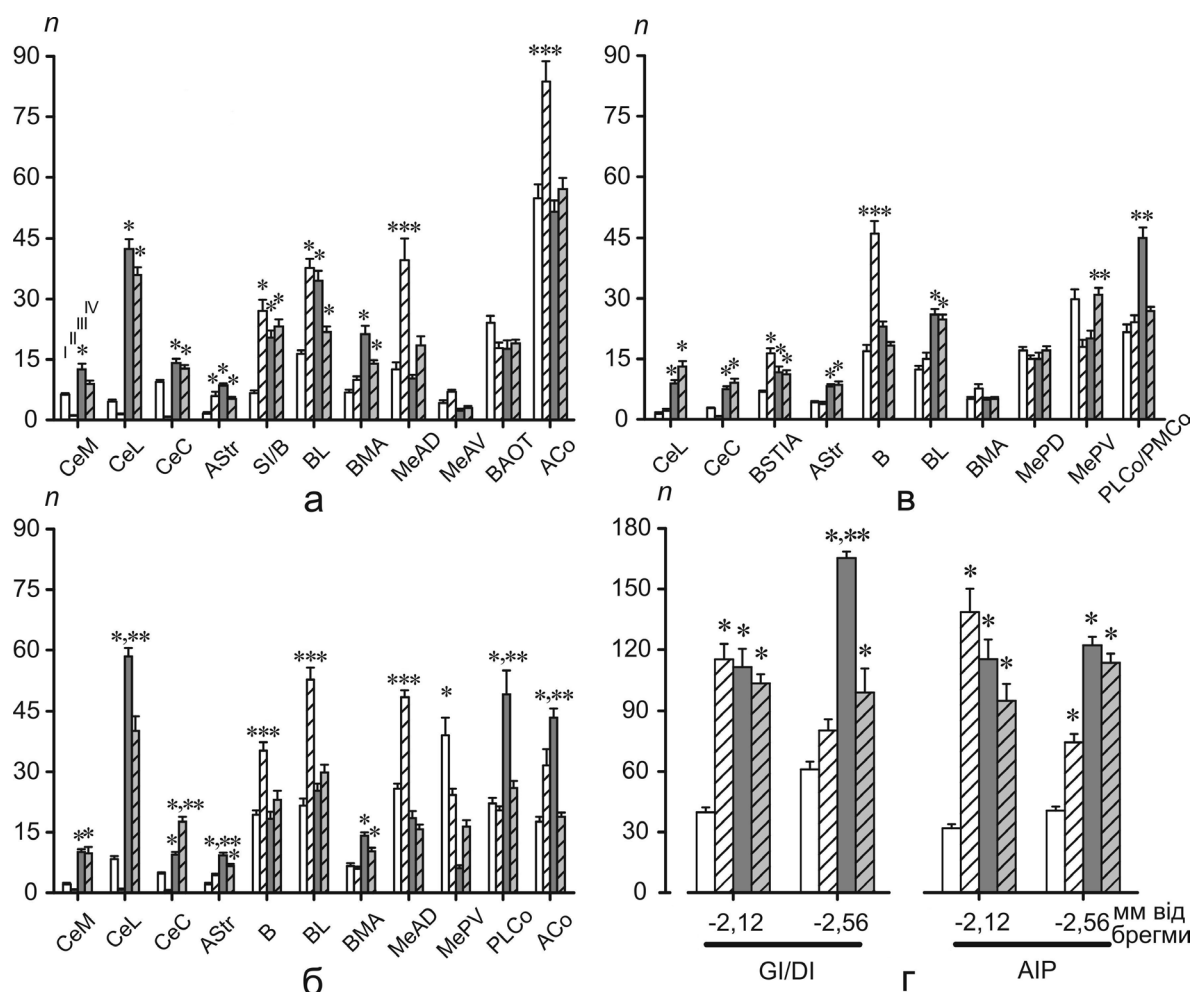 n
90
75
60
45
30
15
0
***
*
*
I II III IV
*
* *
* * *
* * *
* * *
* *
***
CeM CeL CeC AStr SI/B BL BMA MeAD MeAV BAOT ACo
а
n
90
75
60
45
30
15
0
***
**
**
* *
* *
* *
* * *
* *
CeL CeC BSTIA AStr B BL BMA MePD MePV PLCo/PMCo
в
n
90
75
60
45
30
15
0
*,**
***
***
***
*
*,**
*,**
* *
*,**
*
*,**
*
* *
CeM CeL CeC AStr B BL BMA MeAD MePV PLCo ACo
б
n
180
150
120
90
60
30
0
*,**
* * *
*
* * *
* * *
-2,12 -2,56 -2,12 -2,56 мм від
брегми
GI/DI AIP
г